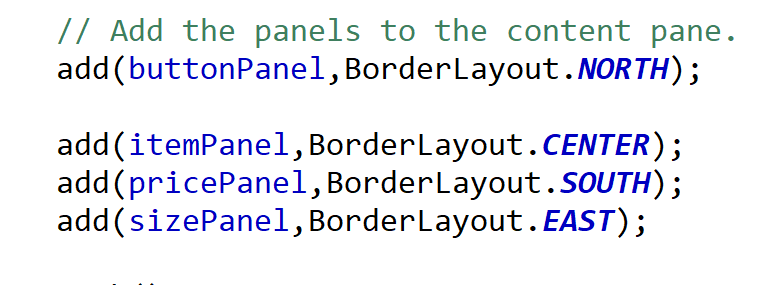 // Add the panels to the content pane.
add(buttonPanel,BorderLayout.NORTH);
add(itemPanel,BorderLayout.CENTER);
add(pricePanel,BorderLayout.SOUTH);
add(sizePanel,BorderLayout.EAST);